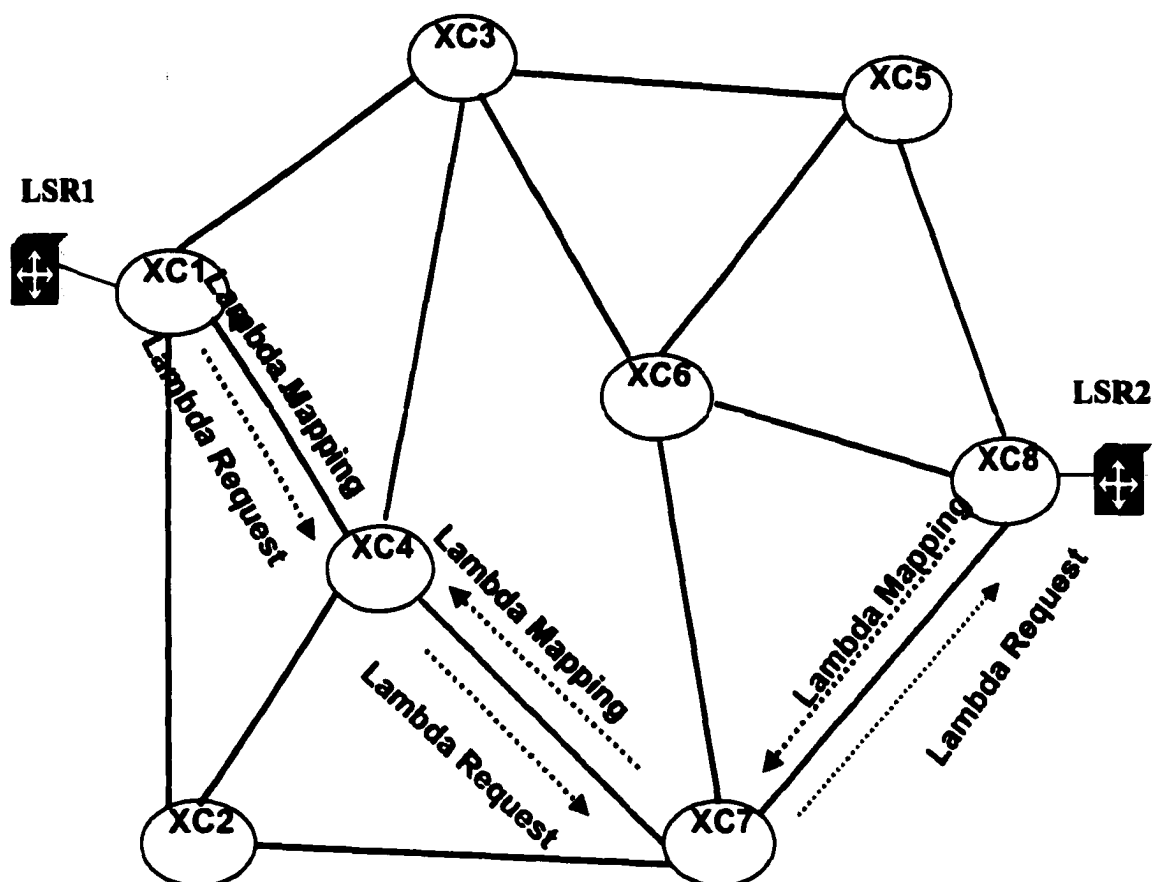 XC3
XC5
LSR1
XC1
Lambda Mapping
Lambda Request
XC6
LSR2
XC8
XC4
Lambda Mapping
Lambda Request
Lambda Mapping
Lambda Request
XC2
XC7